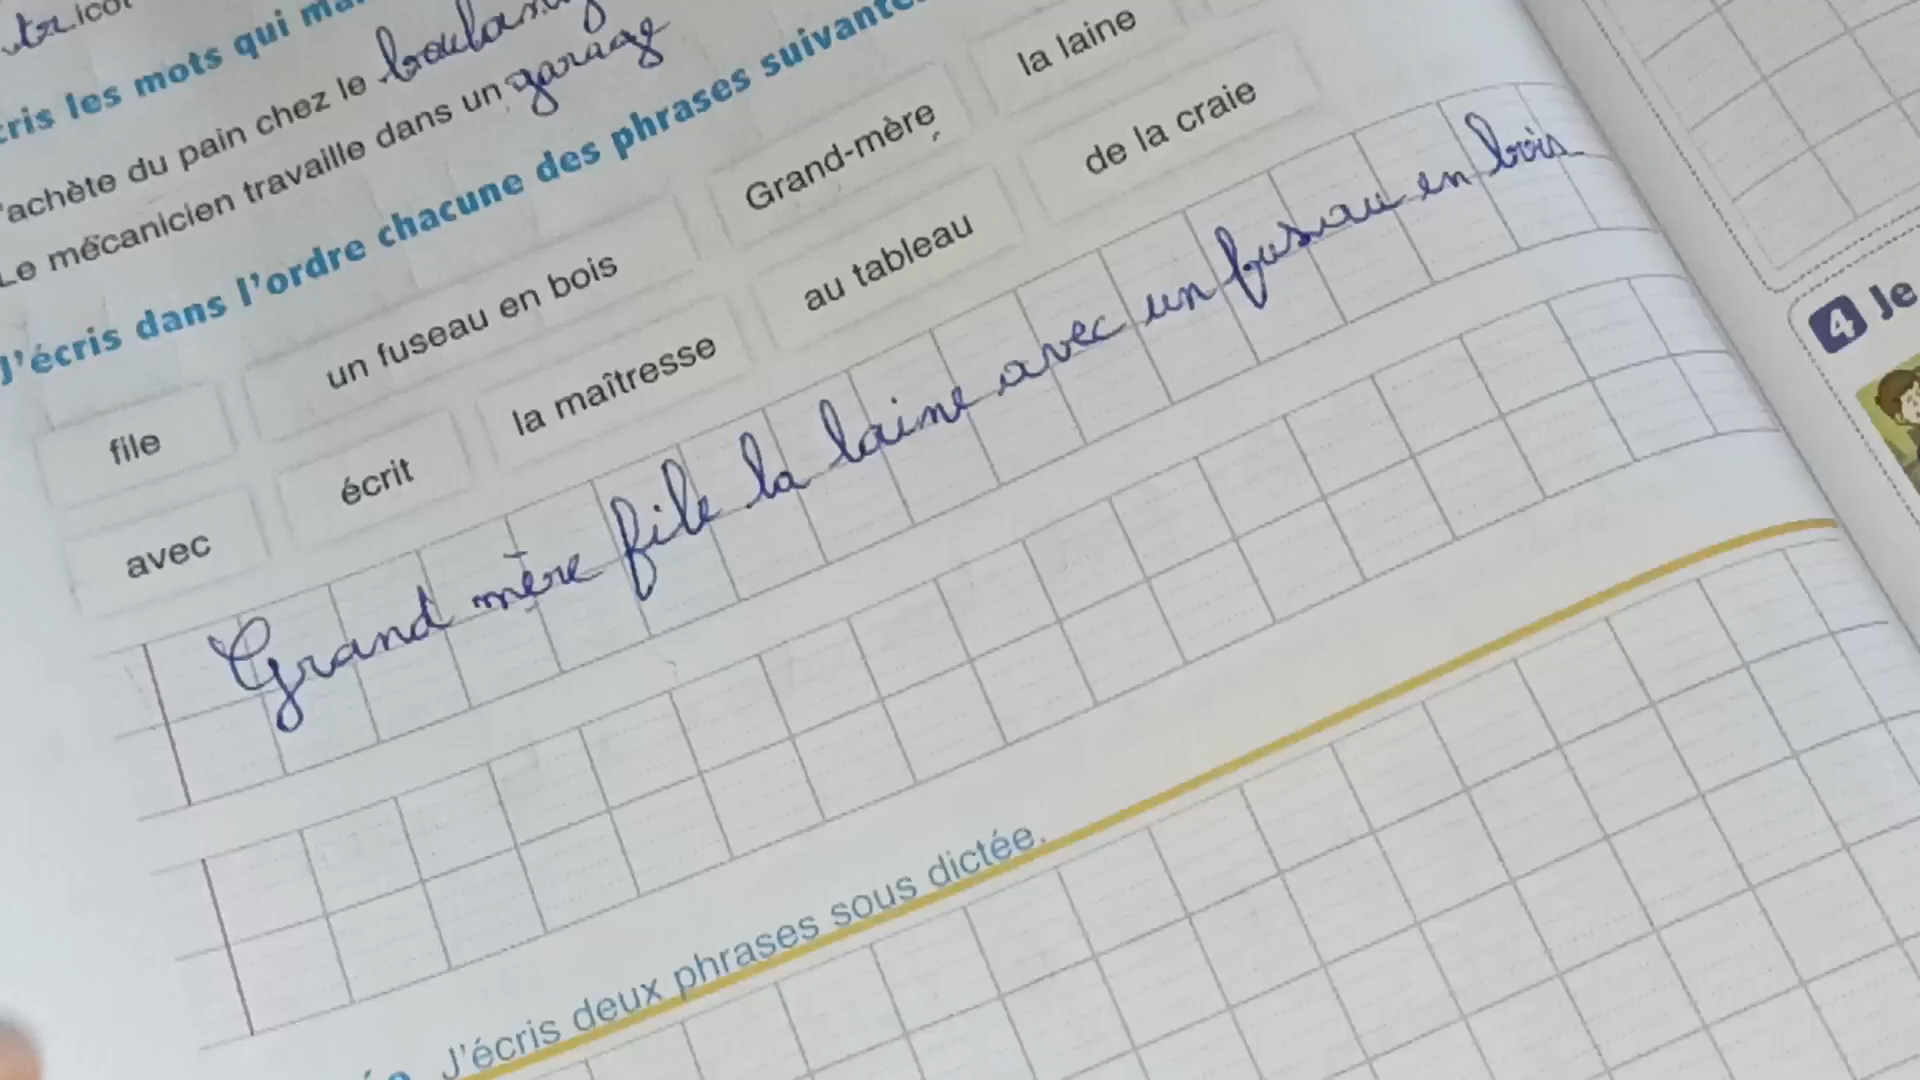 tricot
cris les mots qui
'achète du pain chez le
Le mécanicien travaille dans un garage
J'écris dans l'ordre chacune des phrases suivante
file un fuseau en bois Grand-mère, la laine
avec écrit la maîtresse au tableau de la craie
Grand mère file la laine avec un fuseau en bois
J'écris deux phrases sous dictée.
4 Je